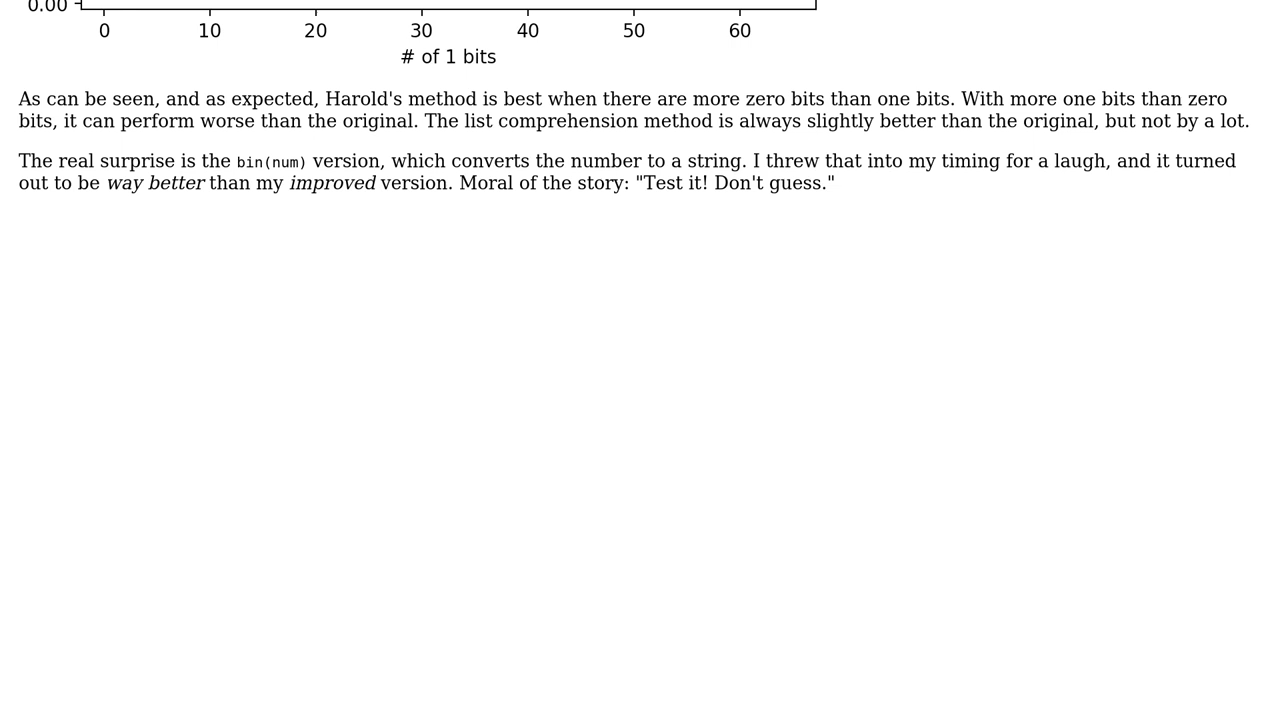 0.00
0 10 20 30 40 50 60
# of 1 bits
As can be seen, and as expected, Harold's method is best when there are more zero bits than one bits. With more one bits than zero
bits, it can perform worse than the original. The list comprehension method is always slightly better than the original, but not by a lot.
The real surprise is the bin(num) version, which converts the number to a string. I threw that into my timing for a laugh, and it turned
out to be way better than my improved version. Moral of the story: "Test it! Don't guess."